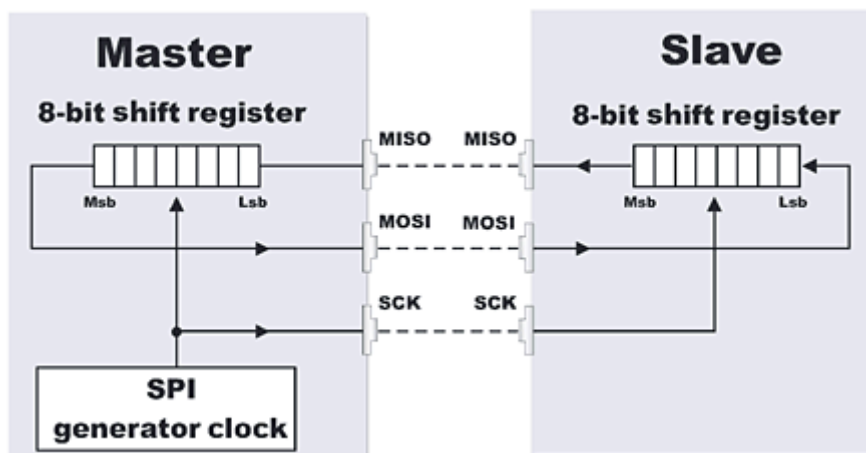 Master
8-bit shift register
Msb
Lsb
SPI
generator clock
MISO
MISO
MOSI
MOSI
SCK
SCK
Slave
8-bit shift register
Msb
Lsb